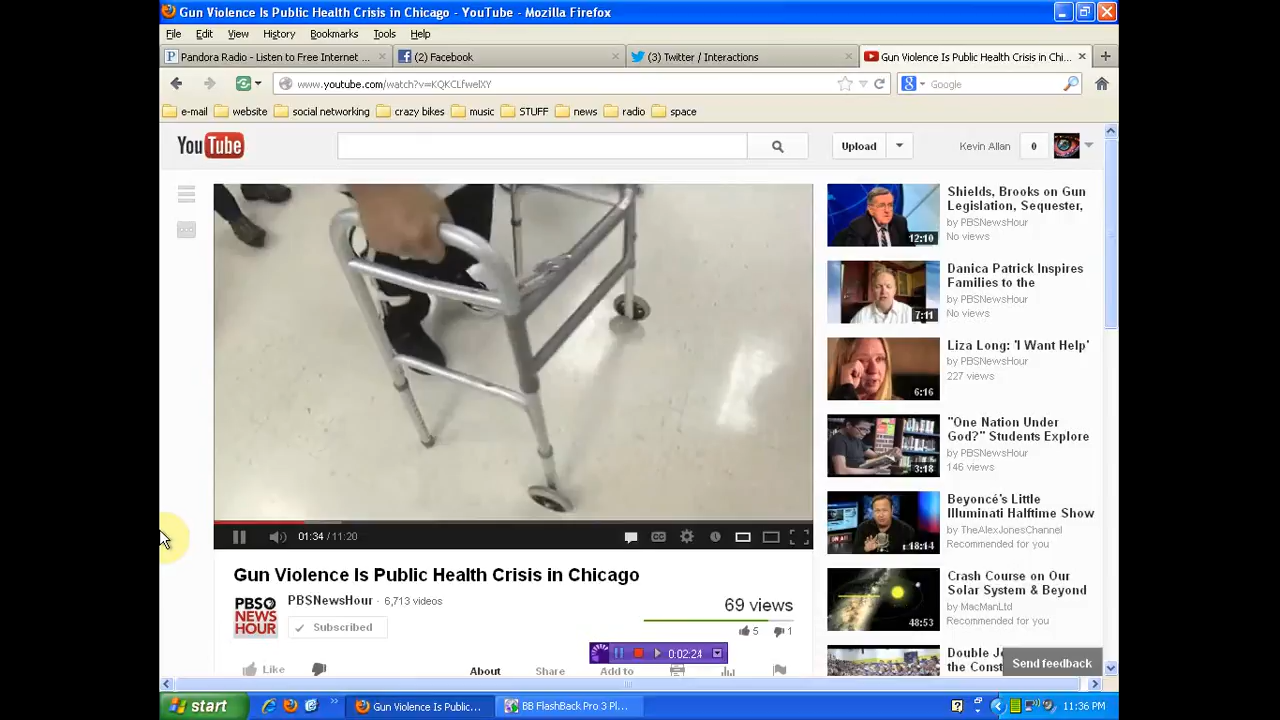 Gun Violence Is Public Health Crisis in Chicago - YouTube - Mozilla Firefox
File Edit View History Bookmarks Tools Help
Pandora Radio - Listen to Free Internet ...
(2) Facebook
(3) Twitter / Interactions
Gun Violence Is Public Health Crisis in Chi...
Google
e-mail website social networking crazy bikes music STUFF news radio space
YouTube
Upload
Kevin Allan 0
Shields, Brooks on Gun
Legislation, Sequester,
by PBSNewsHour
No views
12:10
Danica Patrick Inspires
Families to the
by PBSNewsHour
No views
7:11
Liza Long: 'I Want Help'
by PBSNewsHour
227 views
6:16
"One Nation Under
God?" Students Explore
by PBSNewsHour
146 views
3:18
Beyoncé's Little
Illuminati Halftime Show
by TheAlexJonesChannel
Recommended for you
18:14
Crash Course on Our
Solar System & Beyond
by MacManLtd
Recommended for you
48:53
01:34 / 11:20
Gun Violence Is Public Health Crisis in Chicago
PBS NEWS HOUR
PBSNewsHour · 6,713 videos
Subscribed
69 views
5 1
0:02:24
Like
About Share Add to
Send feedback
start
Gun Violence Is Public...
BB FlashBack Pro 3 Pl...
11:36 PM